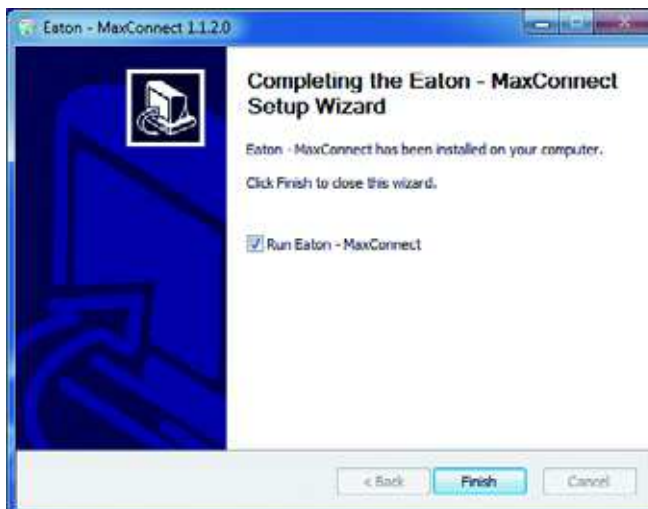 Eaton - MaxConnect 1.1.2.0
Completing the Eaton - MaxConnect
Setup Wizard
Eaton - MaxConnect has been installed on your computer.
Click Finish to close this wizard.
Run Eaton - MaxConnect
< Back Finish Cancel